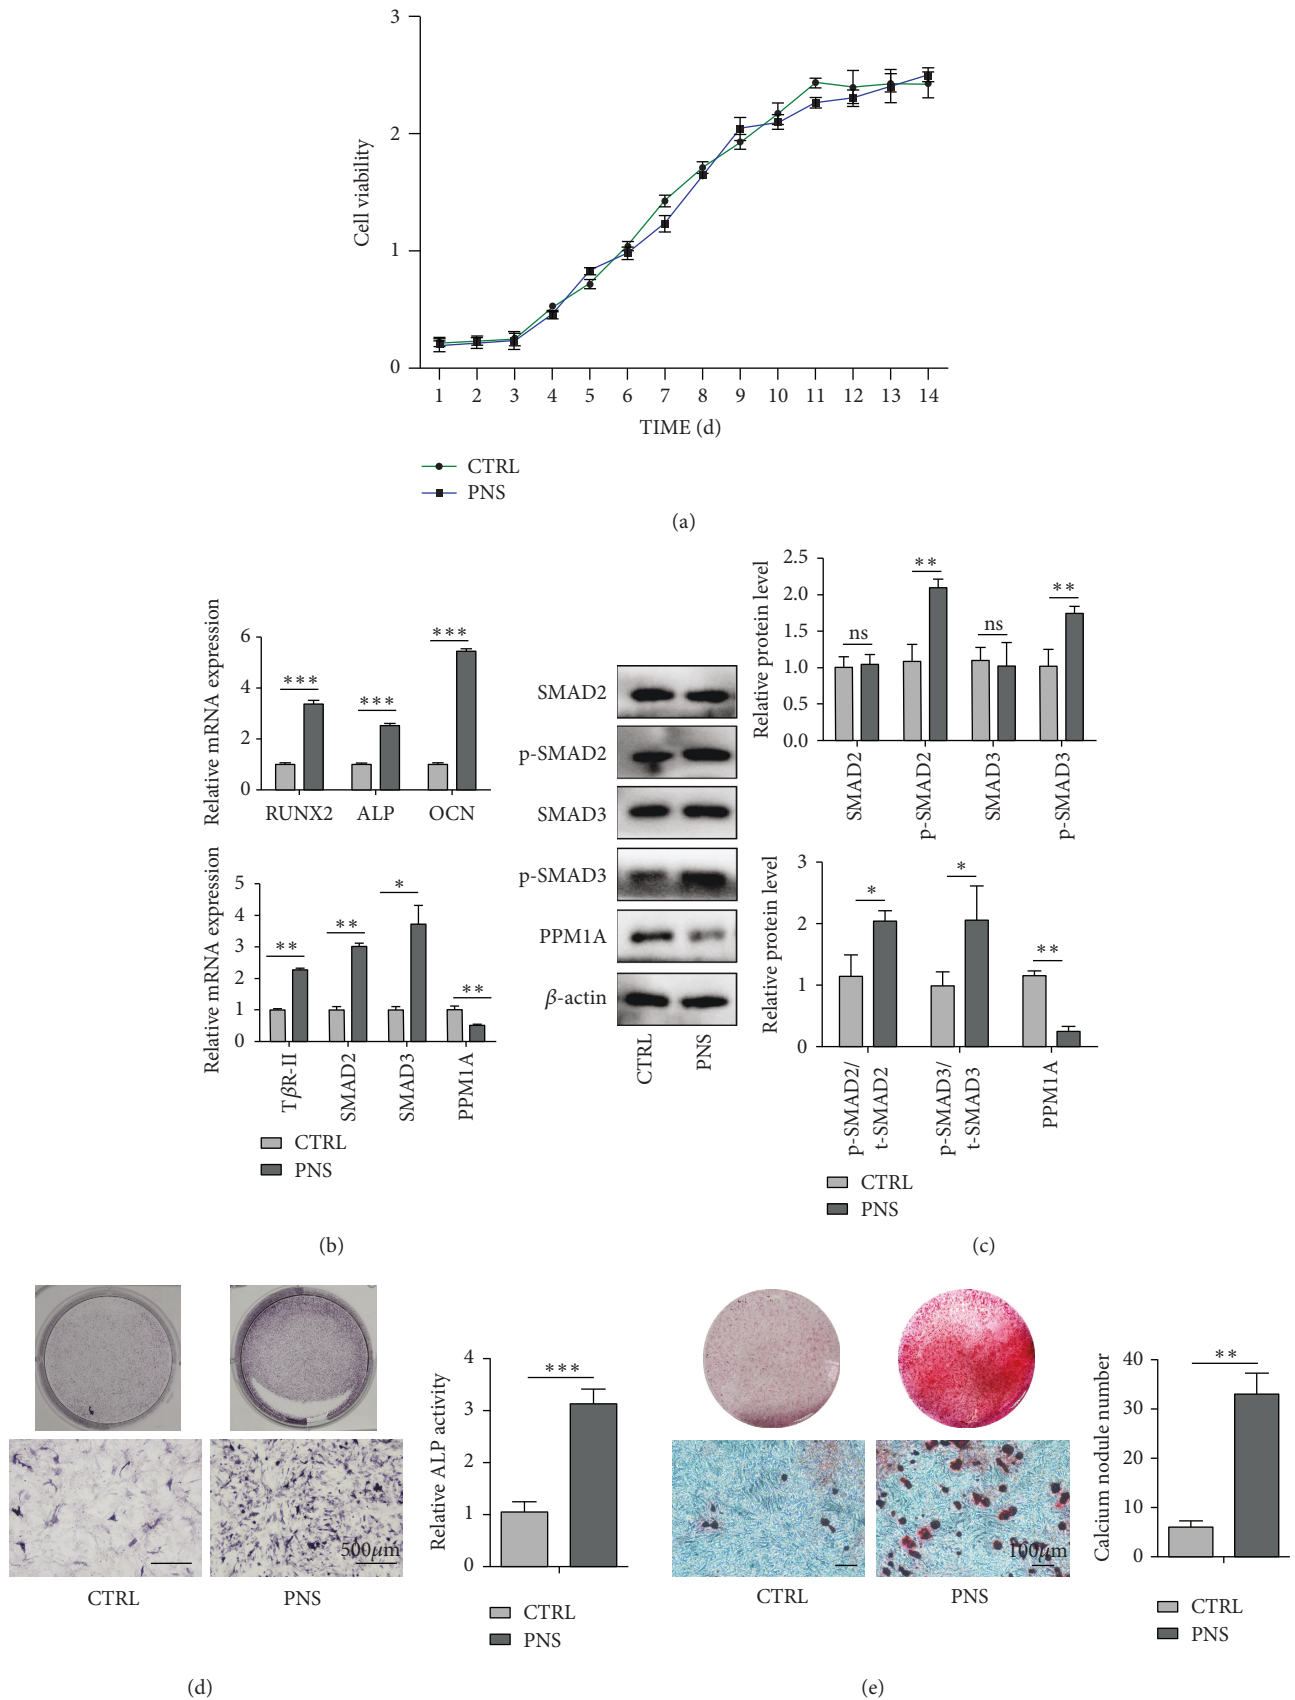 3
2
1
0
Cell viability
1 2 3 4 5 6 7 8 9 10 11 12 13 14
TIME (d)
CTRL
PNS
(a)
Relative mRNA expression
6
4
2
0
***
***
***
RUNX2 ALP OCN
Relative mRNA expression
5
4
3
2
1
0
**
**
*
**
TβR-II
SMAD2
SMAD3
PPM1A
CTRL
PNS
(b)
SMAD2
p-SMAD2
SMAD3
p-SMAD3
PPM1A
β-actin
CTRL
PNS
Relative protein level
2.5
2.0
1.5
1.0
0.5
0.0
ns
**
ns
**
SMAD2
p-SMAD2
SMAD3
p-SMAD3
Relative protein level
3
2
1
0
*
*
**
p-SMAD2/
t-SMAD2
p-SMAD3/
t-SMAD3
PPM1A
CTRL
PNS
(c)
500μm
CTRL PNS
Relative ALP activity
4
3
2
1
0
***
CTRL
PNS
(d)
100μm
CTRL PNS
Calcium nodule number
40
30
20
10
0
**
CTRL
PNS
(e)